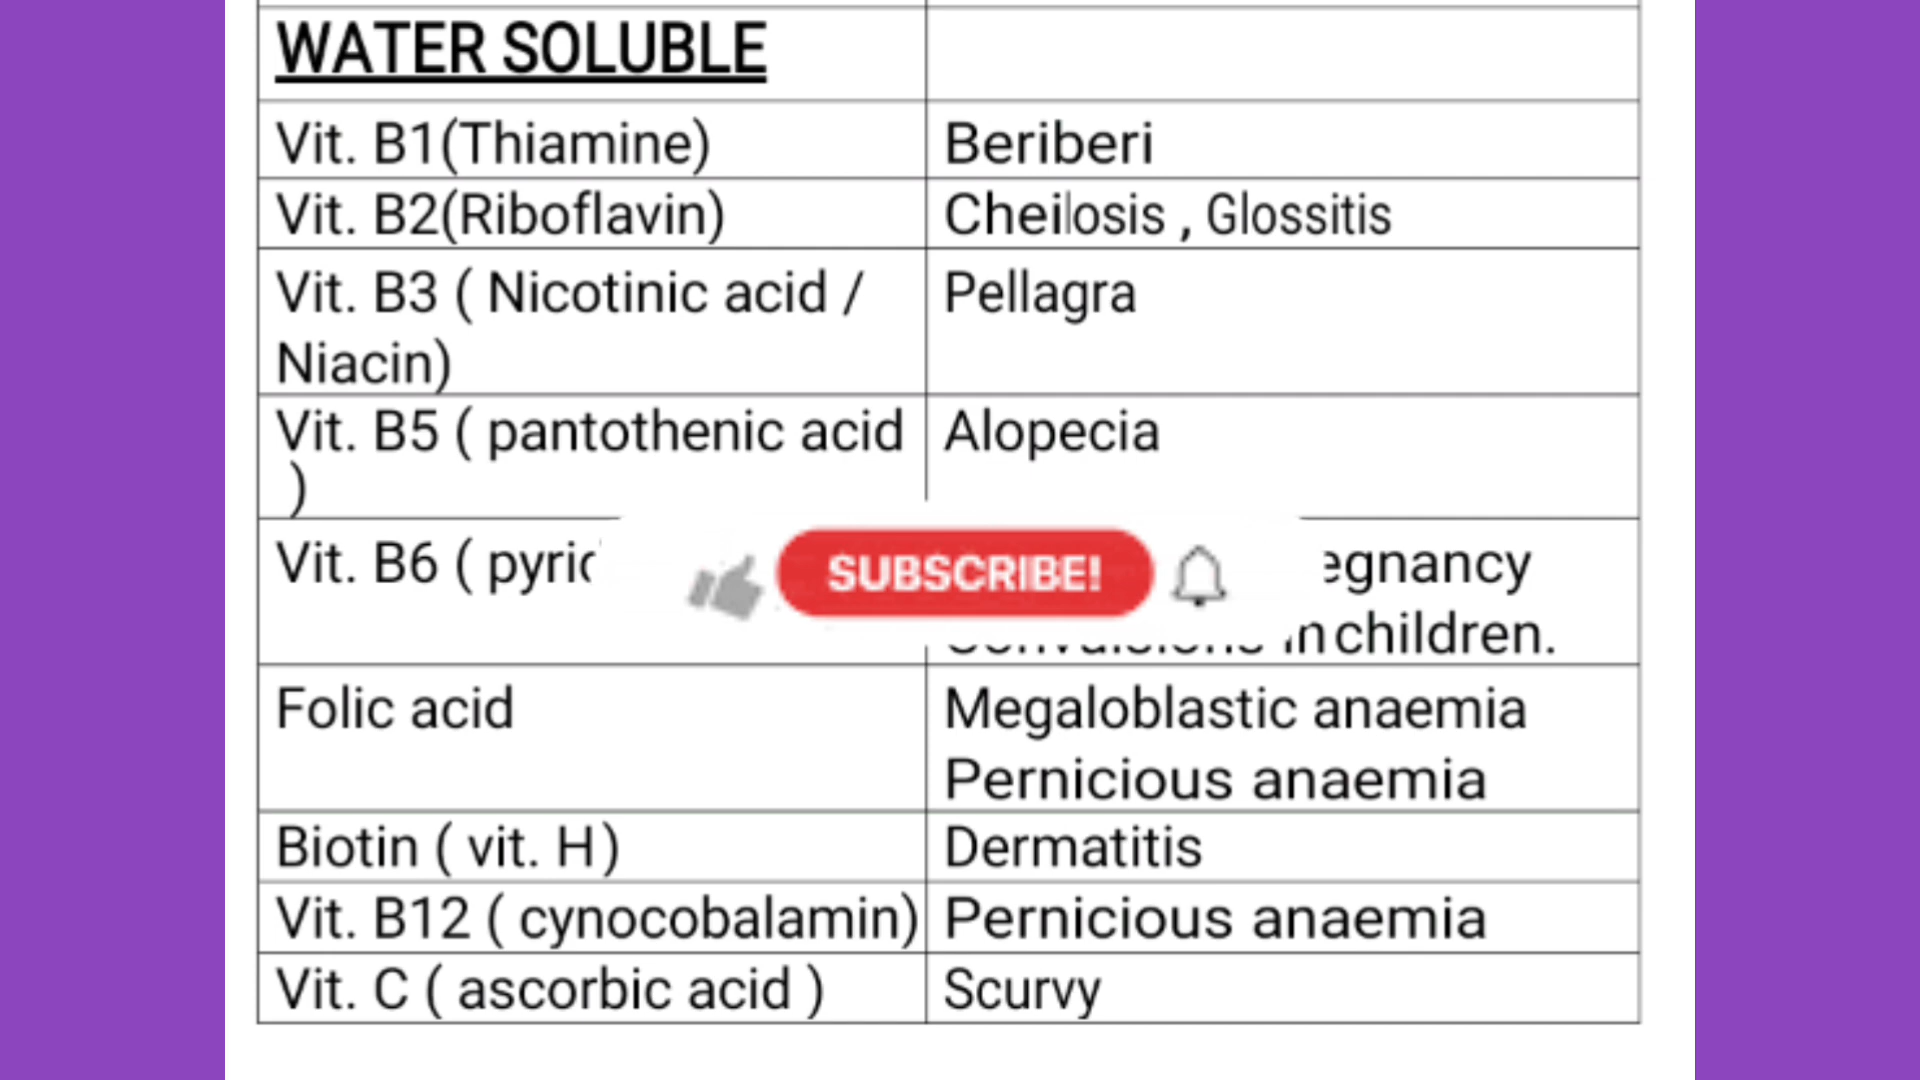 WATER SOLUBLE
Vit. B1(Thiamine) Beriberi
Vit. B2(Riboflavin) Cheilosis , Glossitis
Vit. B3 ( Nicotinic acid / Pellagra
Niacin)
Vit. B5 ( pantothenic acid Alopecia
)
Vit. B6 (
SUBSCRIBE!
in children.
Folic acid Megaloblastic anaemia
Pernicious anaemia
Biotin ( vit. H) Dermatitis
Vit. B12 ( cynocobalamin) Pernicious anaemia
Vit. C ( ascorbic acid ) Scurvy